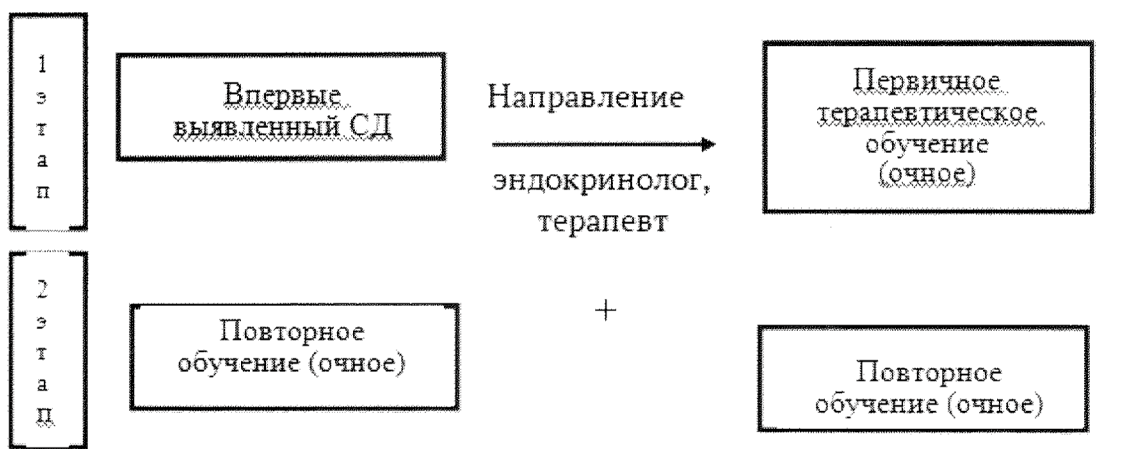 1
э
т
а
п
Впервые
выявленный СД
Направление
эндокринолог,
терапевт
Первичное
терапевтическое
обучение
(очное)
2
э
т
а
п
Повторное
обучение (очное)
+
Повторное
обучение (очное)